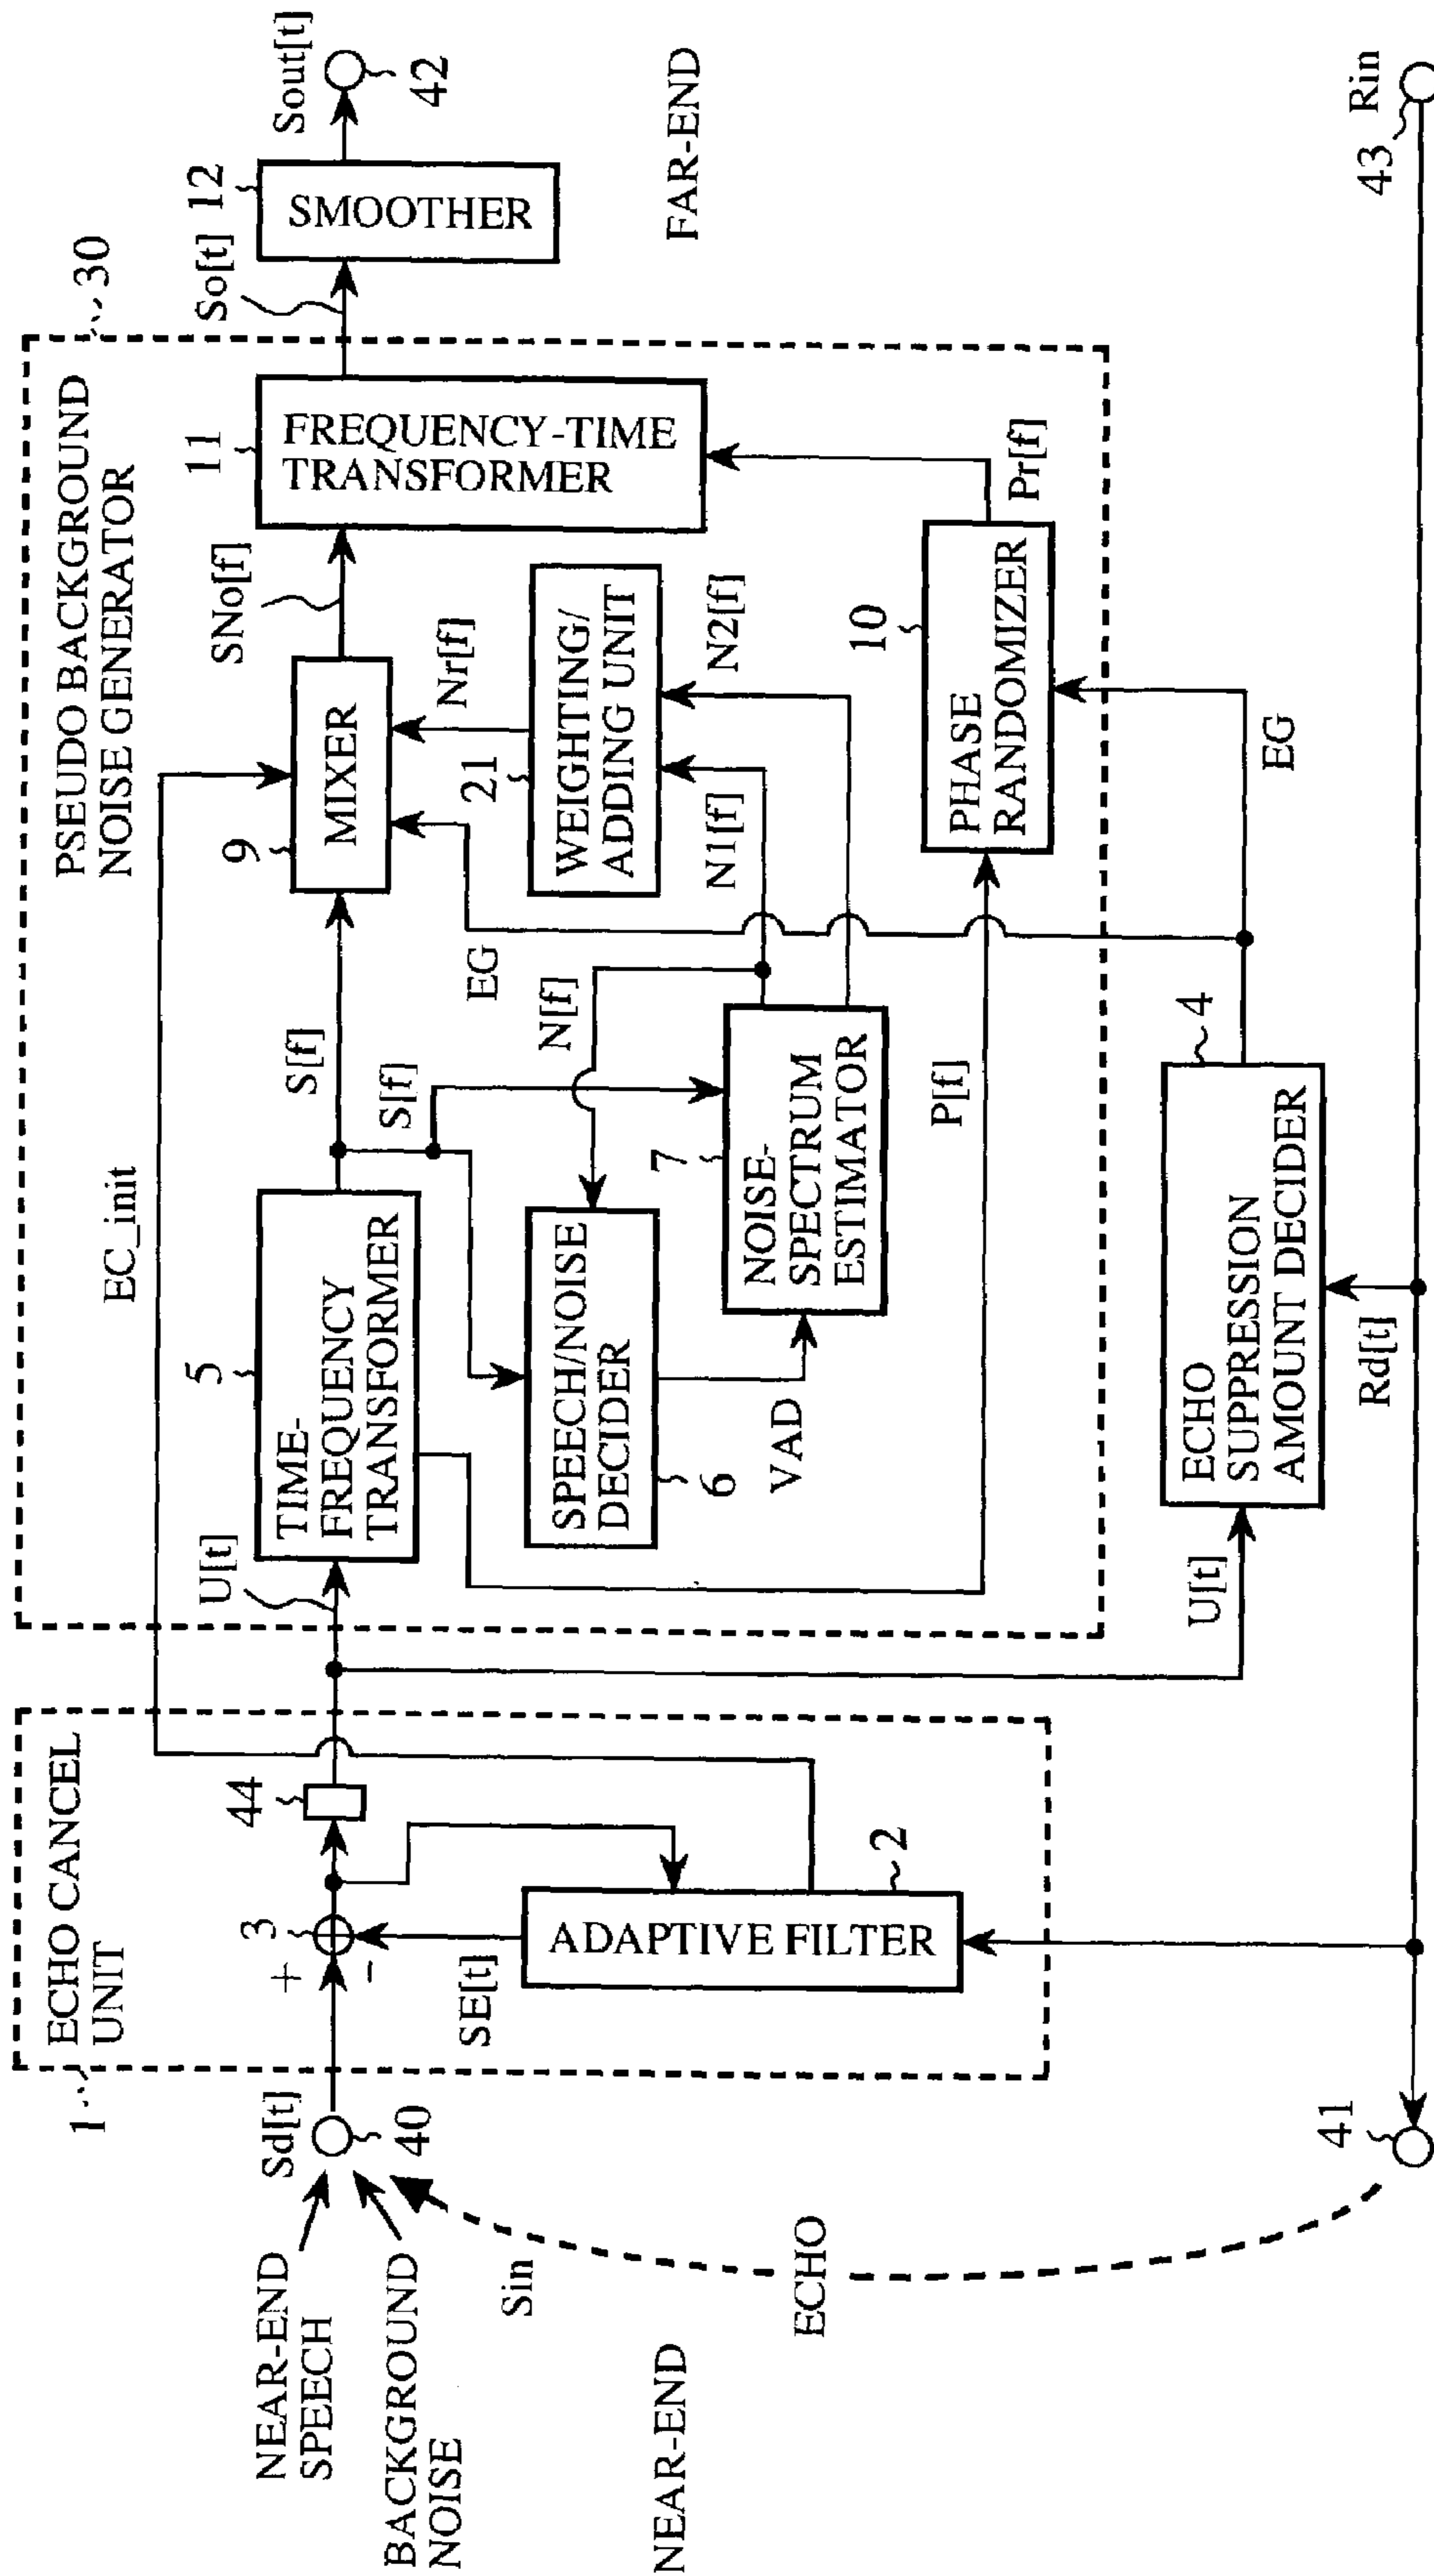 1
ECHO CANCEL
UNIT
PSEUDO BACKGROUND
NOISE GENERATOR
30
EC_init
NEAR-END
SPEECH
BACKGROUND
NOISE
Sd[t]
40
Sin
+
-
3
44
SE[t]
ADAPTIVE FILTER
2
U[t]
5
TIME-
FREQUENCY
TRANSFORMER
S[f]
S[f]
9
MIXER
SNo[f]
11
FREQUENCY-TIME
TRANSFORMER
So[t]
12
SMOOTHER
Sout[t]
42
SPEECH/NOISE
DECIDER
6
VAD
N[f]
7
NOISE-
SPECTRUM
ESTIMATOR
EG
21
WEIGHTING/
ADDING UNIT
Nr[f]
N1[f]
N2[f]
P[f]
10
PHASE
RANDOMIZER
Pr[f]
EG
U[t]
ECHO
SUPPRESSION
AMOUNT DECIDER
4
Rd[t]
NEAR-END
FAR-END
ECHO
41
43
Rin